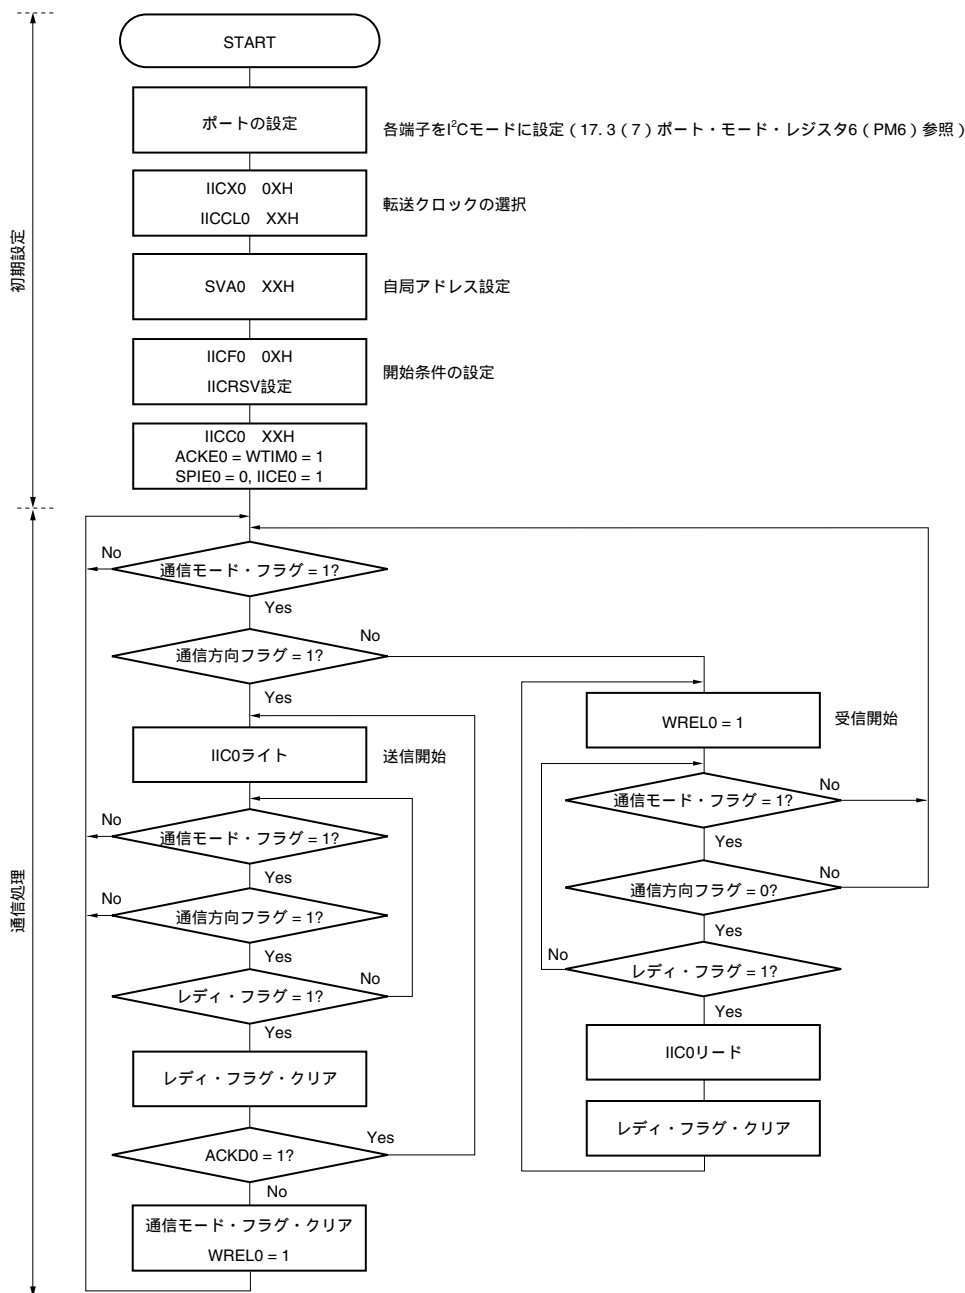 START
ポートの設定
各端子をI²Cモードに設定（17. 3（7）ポート・モード・レジスタ6（PM6）参照）
IICX0 0XH
IICCL0 XXH
転送クロックの選択
SVA0 XXH
自局アドレス設定
IICF0 0XH
IICRSV設定
開始条件の設定
IICC0 XXH
ACKE0 = WTIM0 = 1
SPIE0 = 0, IICE0 = 1
初期設定
通信処理
No
通信モード・フラグ = 1?
Yes
通信方向フラグ = 1?
No
Yes
IIC0ライト
送信開始
No
通信モード・フラグ = 1?
Yes
No
通信方向フラグ = 1?
Yes
レディ・フラグ = 1?
No
Yes
レディ・フラグ・クリア
ACKD0 = 1?
Yes
No
通信モード・フラグ・クリア
WREL0 = 1
WREL0 = 1
受信開始
通信モード・フラグ = 1?
No
Yes
通信方向フラグ = 0?
No
Yes
No
レディ・フラグ = 1?
Yes
IIC0リード
レディ・フラグ・クリア